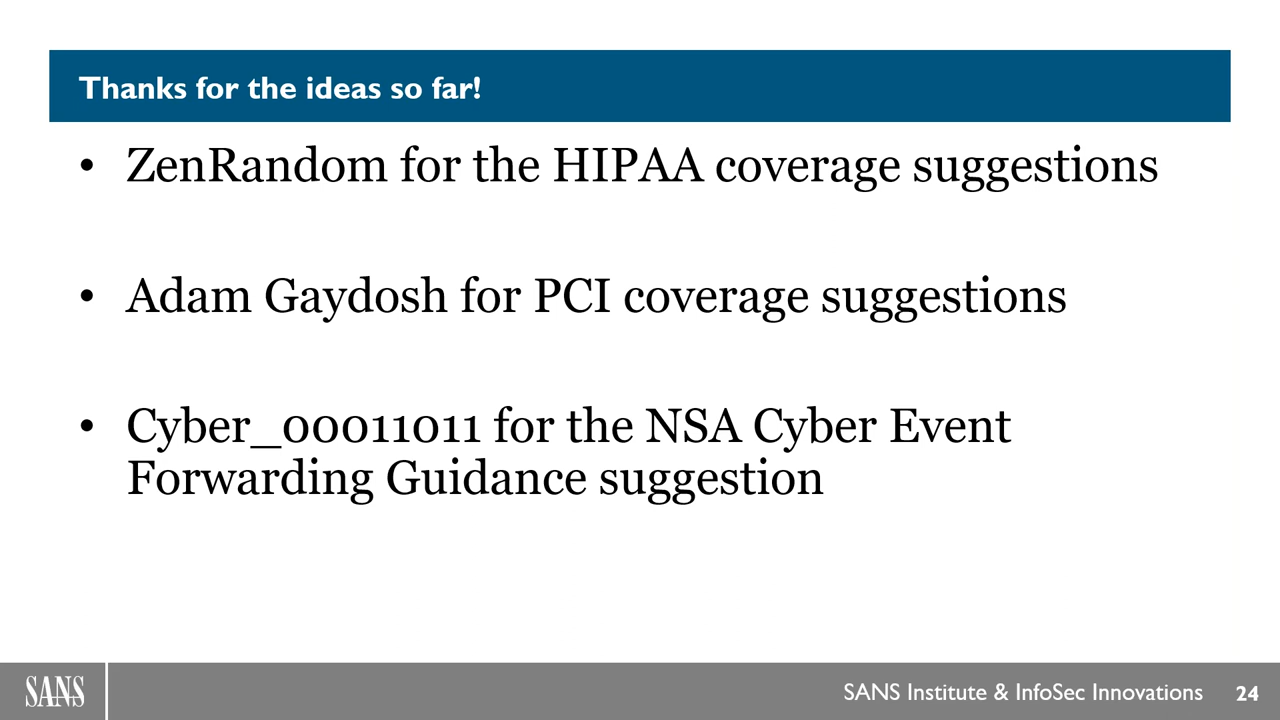 Thanks for the ideas so far!
• ZenRandom for the HIPAA coverage suggestions
• Adam Gaydosh for PCI coverage suggestions
• Cyber_00011011 for the NSA Cyber Event
Forwarding Guidance suggestion
SANS
SANS Institute & InfoSec Innovations
24